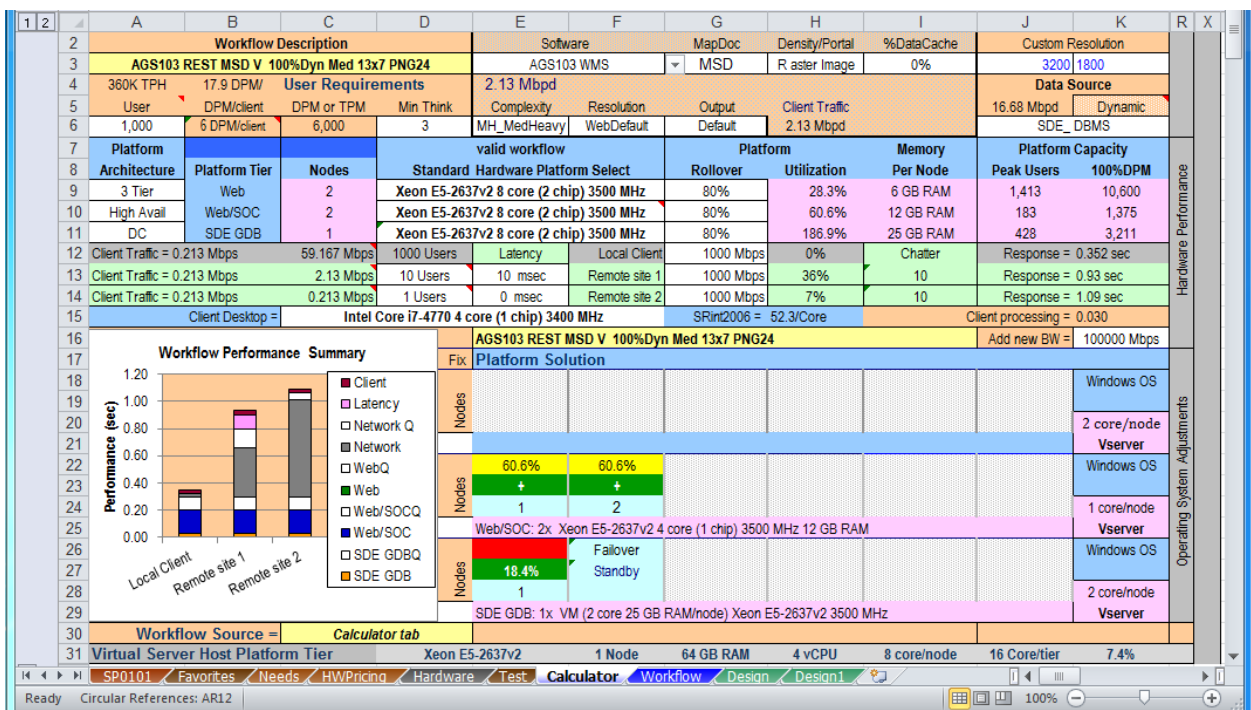 1 2 A B C D E F G H I J K R X
2 Workflow Description Software MapDoc Density/Portal %DataCache Custom Resolution
3 AGS103 REST MSD V 100%Dyn Med 13x7 PNG24 AGS103 WMS MSD R aster Image 0% 3200 1800
4 360K TPH 17.9 DPM/ User Requirements 2.13 Mbpd Data Source
5 User DPM/client DPM or TPM Min Think Complexity Resolution Output Client Traffic 16.68 Mbpd Dynamic
6 1,000 6 DPM/client 6,000 3 MH_MedHeavy WebDefault Default 2.13 Mbpd SDE_ DBMS
7 Platform valid workflow Platform Memory Platform Capacity
8 Architecture Platform Tier Nodes Standard Hardware Platform Select Rollover Utilization Per Node Peak Users 100%DPM
9 3 Tier Web 2 Xeon E5-2637v2 8 core (2 chip) 3500 MHz 80% 28.3% 6 GB RAM 1,413 10,600
10 High Avail Web/SOC 2 Xeon E5-2637v2 8 core (2 chip) 3500 MHz 80% 60.6% 12 GB RAM 183 1,375
11 DC SDE GDB 1 Xeon E5-2637v2 8 core (2 chip) 3500 MHz 80% 186.9% 25 GB RAM 428 3,211
12 Client Traffic = 0.213 Mbps 59.167 Mbps 1000 Users Latency Local Client 1000 Mbps 0% Chatter Response = 0.352 sec
13 Client Traffic = 0.213 Mbps 2.13 Mbps 10 Users 10 msec Remote site 1 1000 Mbps 36% 10 Response = 0.93 sec
14 Client Traffic = 0.213 Mbps 0.213 Mbps 1 Users 0 msec Remote site 2 1000 Mbps 7% 10 Response = 1.09 sec
Hardware Performance
15 Client Desktop = Intel Core i7-4770 4 core (1 chip) 3400 MHz SRint2006 = 52.3/Core Client processing = 0.030
16 AGS103 REST MSD V 100%Dyn Med 13x7 PNG24 Add new BW = 100000 Mbps
17 Fix Platform Solution
Workflow Performance Summary
Performance (sec)
1.20
1.00
0.80
0.60
0.40
0.20
0.00
Local Client Remote site 1 Remote site 2
Client
Latency
Network Q
Network
WebQ
Web
Web/SOCQ
Web/SOC
SDE GDBQ
SDE GDB
18 Windows OS
19 Nodes
20 2 core/node
21 Vserver
22 60.6% 60.6% Windows OS
23 Nodes + +
24 1 2 1 core/node
25 Web/SOC: 2x Xeon E5-2637v2 4 core (1 chip) 3500 MHz 12 GB RAM Vserver
26 Failover Windows OS
27 Nodes 18.4% Standby
28 1 2 core/node
29 SDE GDB: 1x VM (2 core 25 GB RAM/node) Xeon E5-2637v2 3500 MHz Vserver
Operating System Adjustments
30 Workflow Source = Calculator tab
31 Virtual Server Host Platform Tier Xeon E5-2637v2 1 Node 64 GB RAM 4 vCPU 8 core/node 16 Core/tier 7.4%
SP0101 Favorites Needs HWPricing Hardware Test Calculator Workflow Design Design1
Ready Circular References: AR12 100%